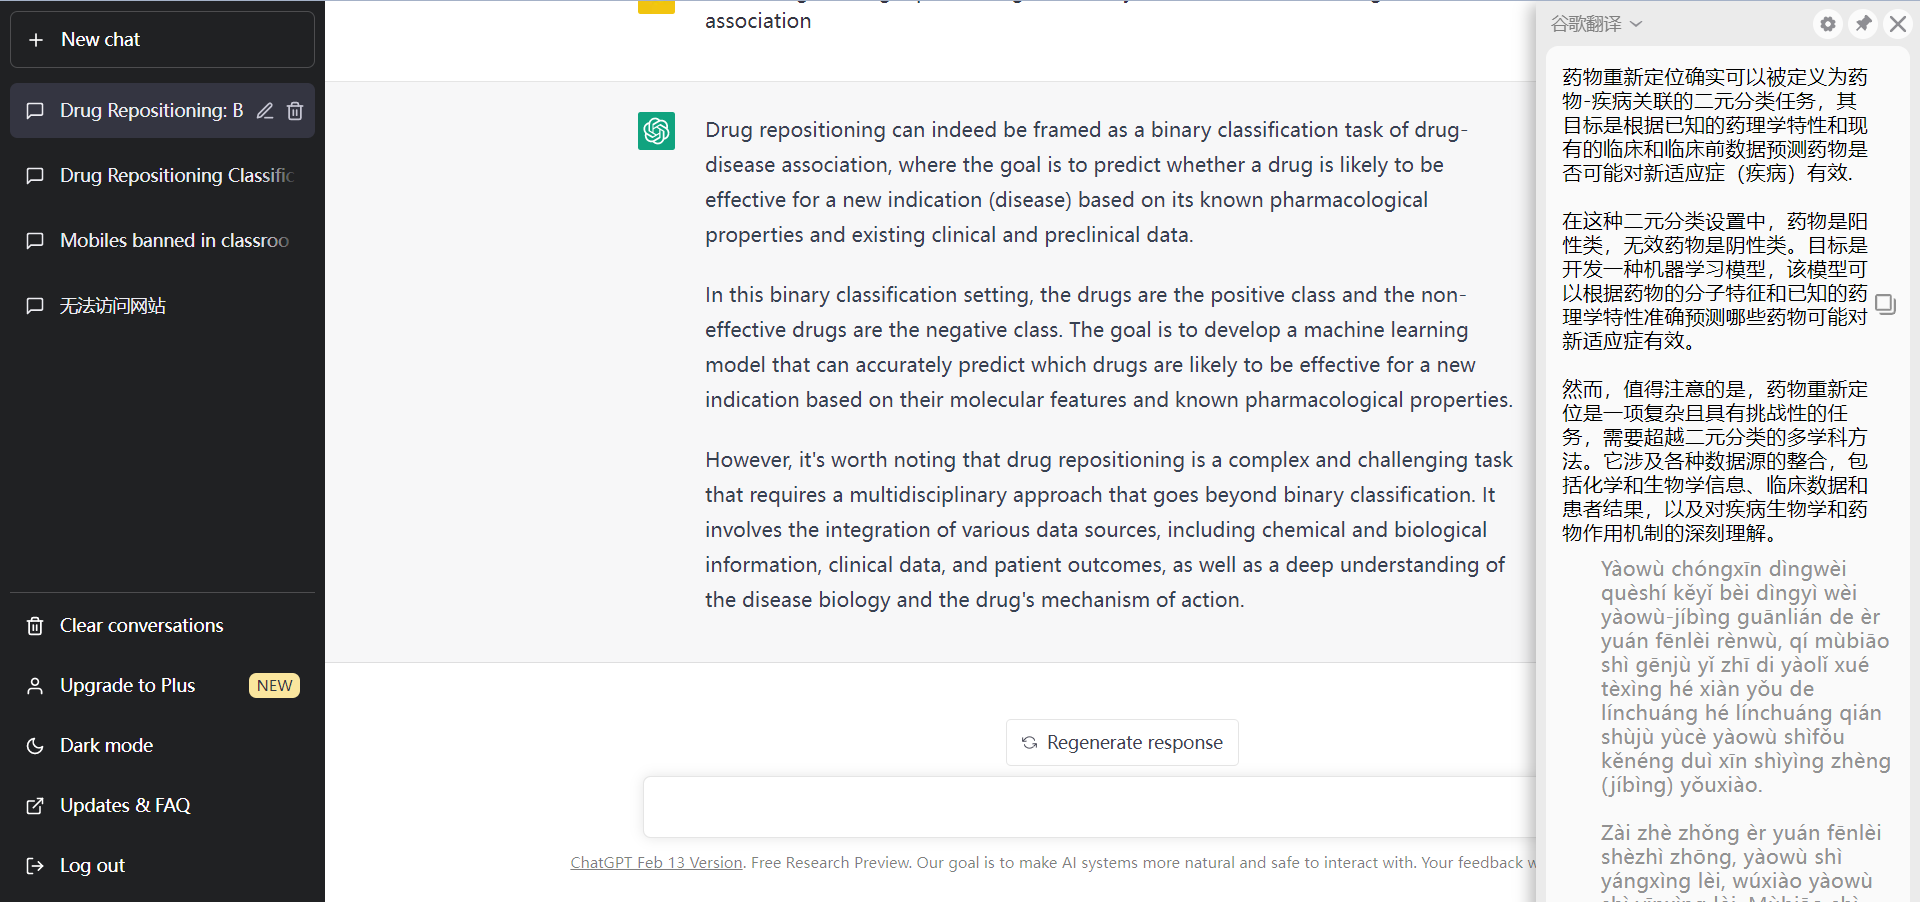 New chat
Drug Repositioning: B
Drug Repositioning Classific
Mobiles banned in classroo
无法访问网站
Clear conversations
Upgrade to Plus
NEW
Dark mode
Updates & FAQ
Log out
association
Drug repositioning can indeed be framed as a binary classification task of drug-
disease association, where the goal is to predict whether a drug is likely to be
effective for a new indication (disease) based on its known pharmacological
properties and existing clinical and preclinical data.
In this binary classification setting, the drugs are the positive class and the non-
effective drugs are the negative class. The goal is to develop a machine learning
model that can accurately predict which drugs are likely to be effective for a new
indication based on their molecular features and known pharmacological properties.
However, it's worth noting that drug repositioning is a complex and challenging task
that requires a multidisciplinary approach that goes beyond binary classification. It
involves the integration of various data sources, including chemical and biological
information, clinical data, and patient outcomes, as well as a deep understanding of
the disease biology and the drug's mechanism of action.
Regenerate response
ChatGPT Feb 13 Version. Free Research Preview. Our goal is to make AI systems more natural and safe to interact with. Your feedback w
谷歌翻译
药物重新定位确实可以被定义为药
物-疾病关联的二元分类任务，其
目标是根据已知的药理学特性和现
有的临床和临床前数据预测药物是
否可能对新适应症（疾病）有效.
在这种二元分类设置中，药物是阳
性类，无效药物是阴性类。目标是
开发一种机器学习模型，该模型可
以根据药物的分子特征和已知的药
理学特性准确预测哪些药物可能对
新适应症有效。
然而，值得注意的是，药物重新定
位是一项复杂且具有挑战性的任
务，需要超越二元分类的多学科方
法。它涉及各种数据源的整合，包
括化学和生物学信息、临床数据和
患者结果，以及对疾病生物学和药
物作用机制的深刻理解。
Yàowù chóngxīn dìngwèi
quèshí kěyǐ bèi dìngyì wèi
yàowù-jíbìng guānlián de èr
yuán fēnlèi rènwù, qí mùbiāo
shì gēnjù yǐ zhī di yàolǐ xué
tèxìng hé xiàn yǒu de
línchuáng hé línchuáng qián
shùjù yùcè yàowù shìfǒu
kěnéng duì xīn shìyìng zhèng
(jíbìng) yǒuxiào.
Zài zhè zhǒng èr yuán fēnlèi
shèzhì zhōng, yàowù shì
yángxìng lèi, wúxiào yàowù